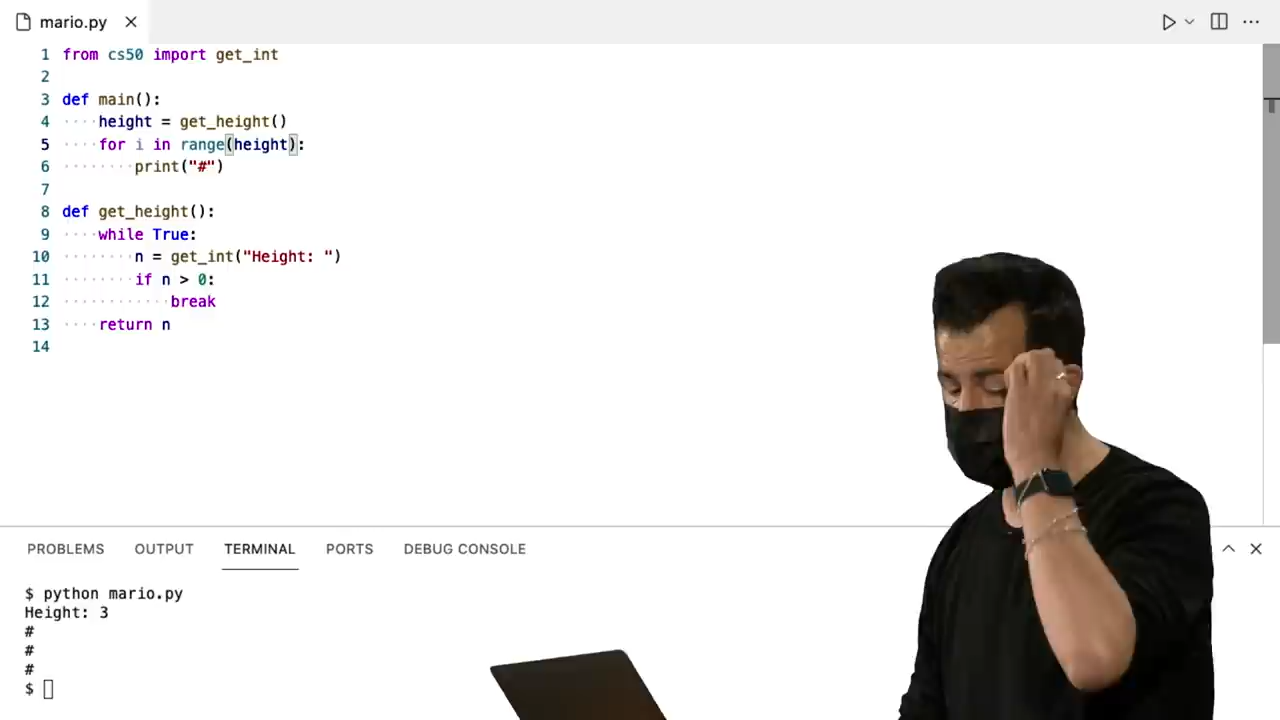 mario.py
1 from cs50 import get_int
2
3 def main():
4 ····height = get_height()
5 ····for i in range(height):
6 ········print("#")
7
8 def get_height():
9 ····while True:
10 ········n = get_int("Height: ")
11 ········if n > 0:
12 ············break
13 ····return n
14
PROBLEMS OUTPUT TERMINAL PORTS DEBUG CONSOLE
$ python mario.py
Height: 3
#
#
#
$